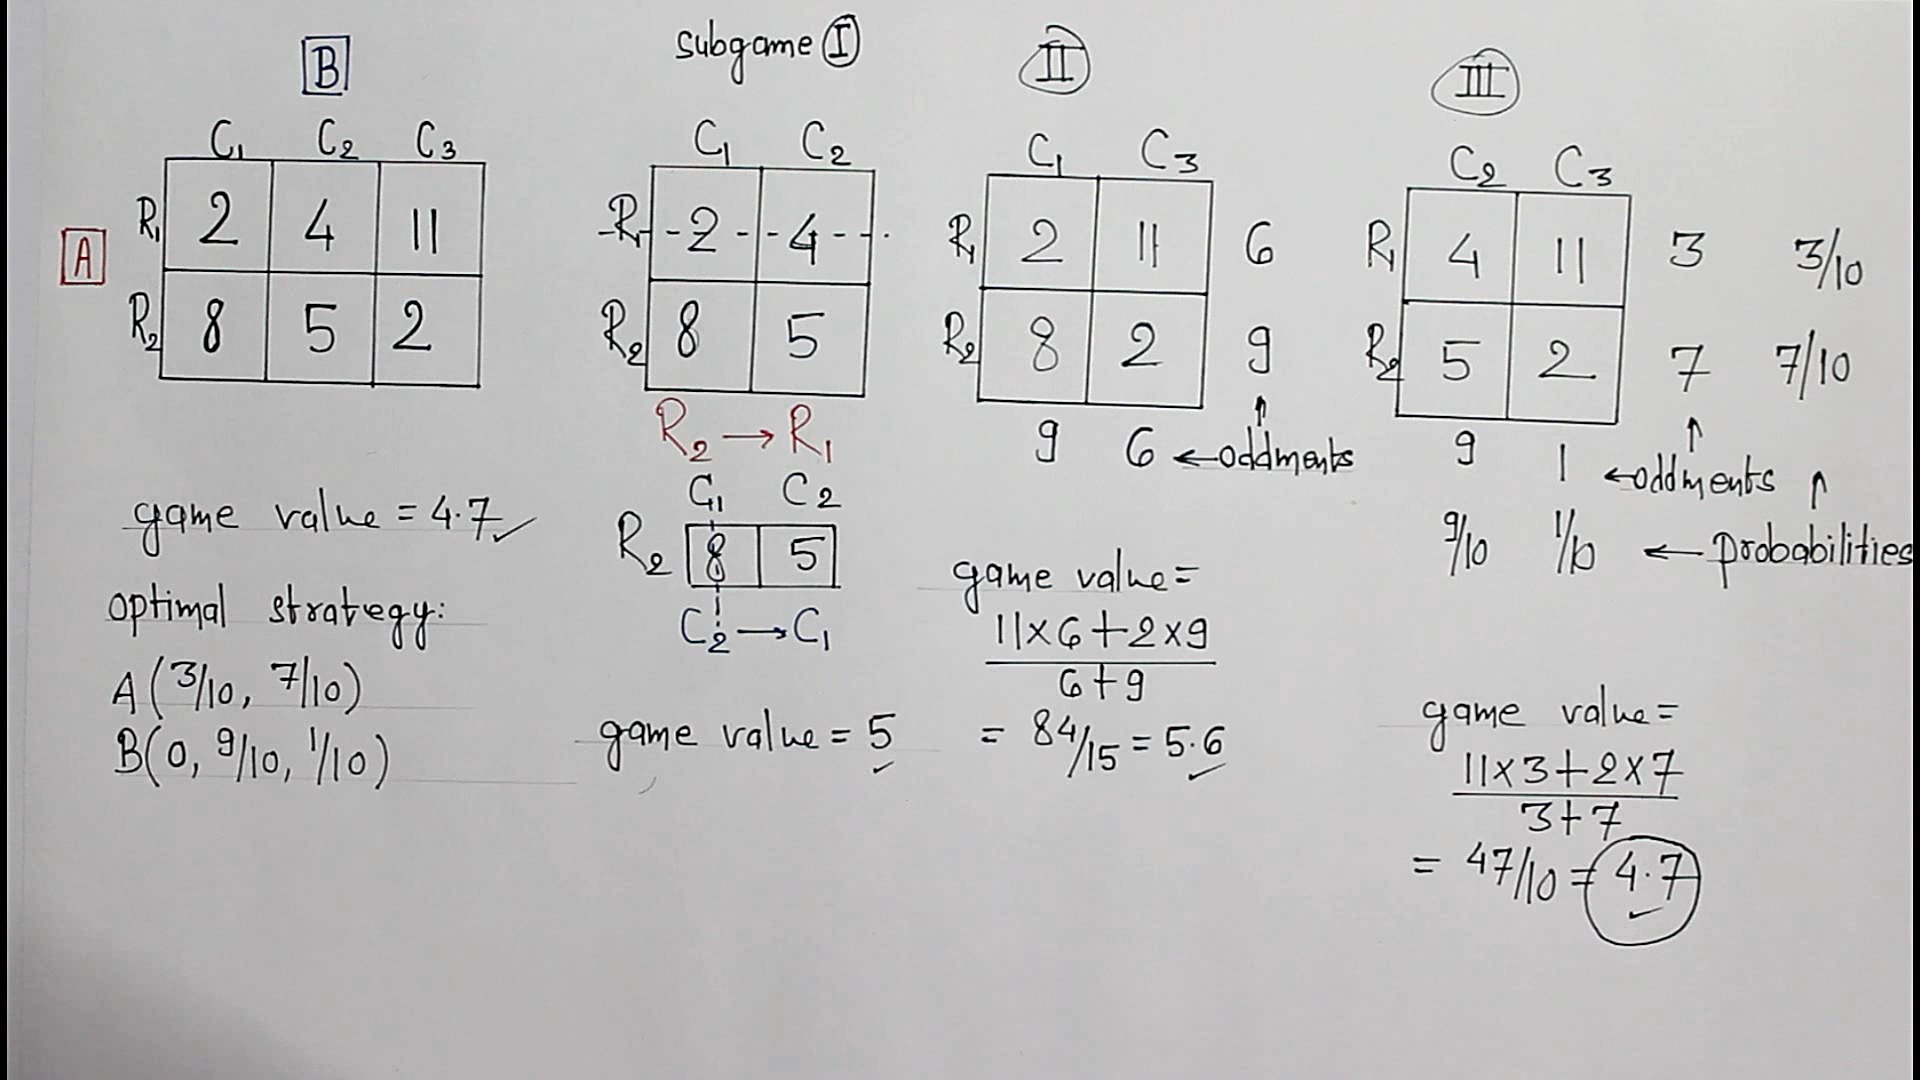 B
C1 C2 C3
A
R1 2 4 11
R2 8 5 2
game value = 4.7 ✓
optimal strategy:
A(3/10, 7/10)
B(0, 9/10, 1/10)
Subgame I
C1 C2
R1 2 4
R2 8 5
R2 → R1
C1 C2
R2 8 5
C2 → C1
game value = 5 ✓
II
C1 C3
R1 2 11 6
R2 8 2 9
9 6 ← oddments
game value =
11×6+2×9
6+9
= 84/15 = 5.6 ✓
III
C2 C3
R1 4 11 3 3/10
R2 5 2 7 7/10
9 1 ← oddments
9/10 1/10 ← probabilities
game value =
11×3+2×7
3+7
= 47/10 = 4.7 ✓